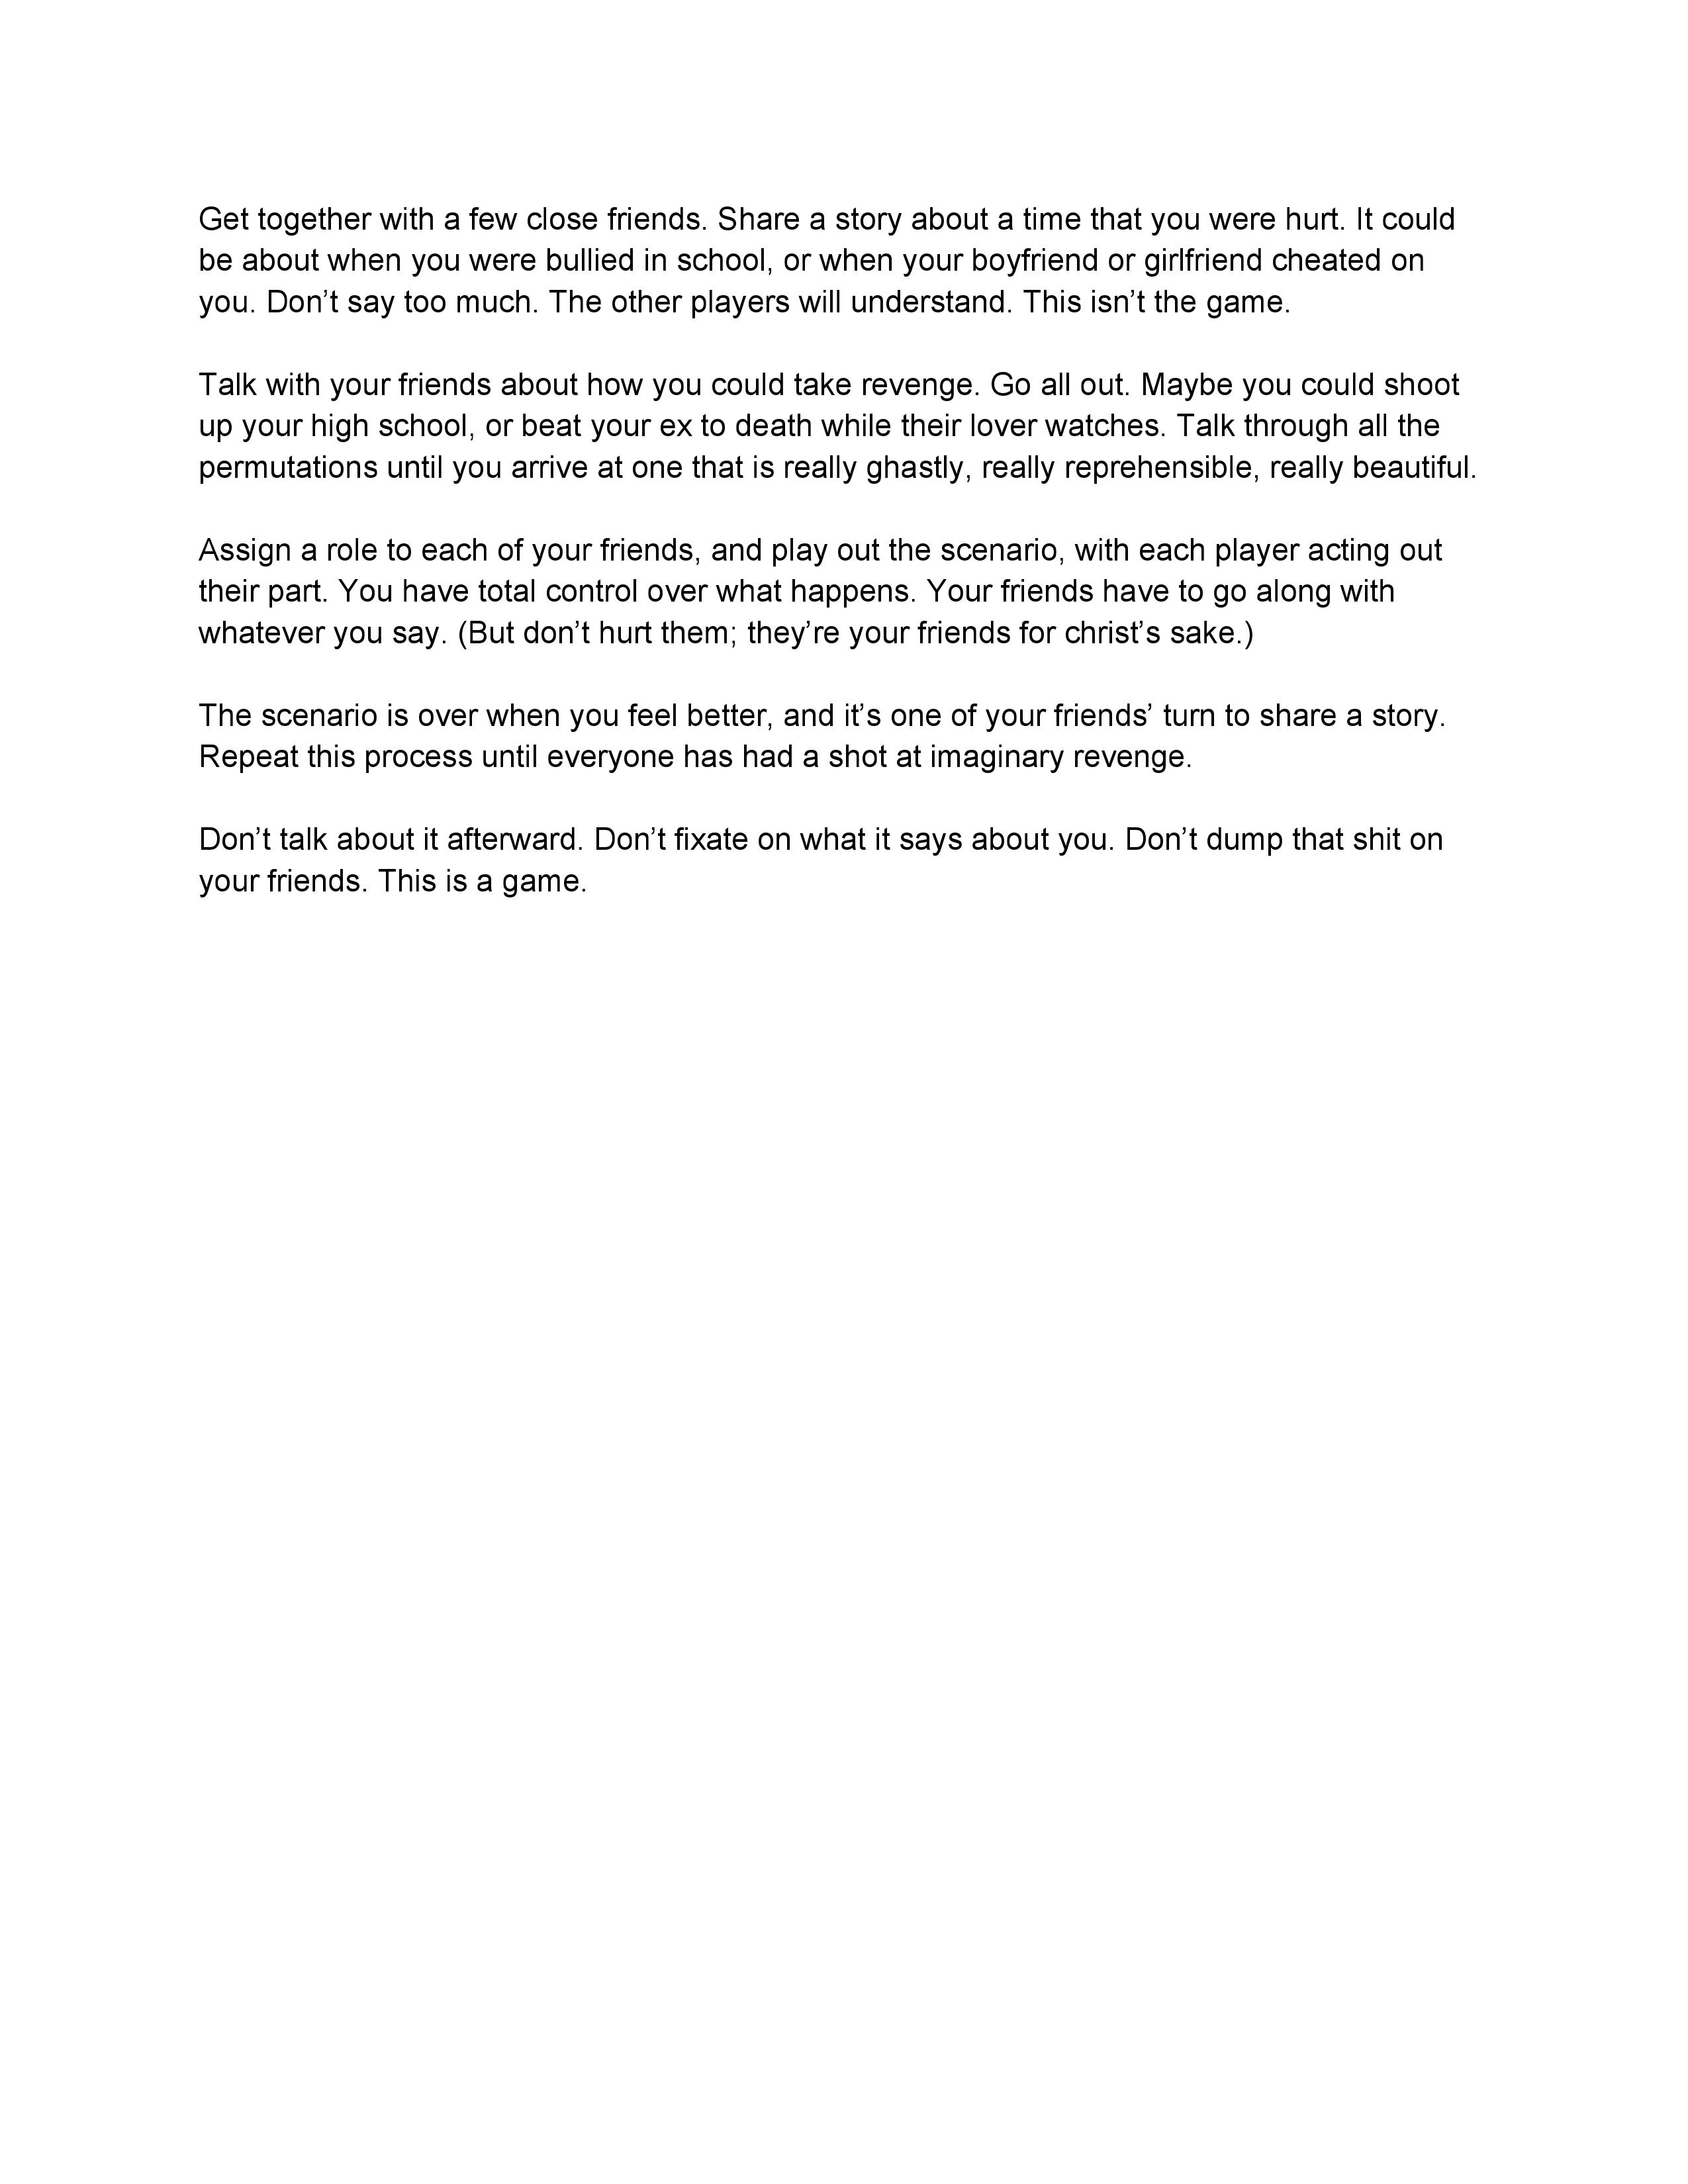 Get together with a few close friends. Share a story about a time that you were hurt. It could
be about when you were bullied in school, or when your boyfriend or girlfriend cheated on
you. Don’t say too much. The other players will understand. This isn’t the game.
Talk with your friends about how you could take revenge. Go all out. Maybe you could shoot
up your high school, or beat your ex to death while their lover watches. Talk through all the
permutations until you arrive at one that is really ghastly, really reprehensible, really beautiful.
Assign a role to each of your friends, and play out the scenario, with each player acting out
their part. You have total control over what happens. Your friends have to go along with
whatever you say. (But don’t hurt them; they’re your friends for christ’s sake.)
The scenario is over when you feel better, and it’s one of your friends’ turn to share a story.
Repeat this process until everyone has had a shot at imaginary revenge.
Don’t talk about it afterward. Don’t fixate on what it says about you. Don’t dump that shit on
your friends. This is a game.